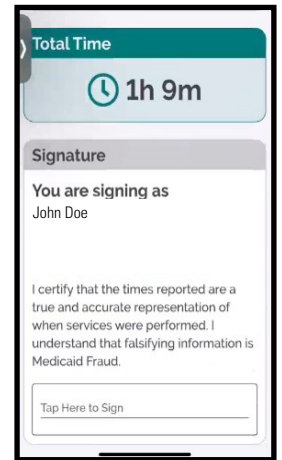 Total Time
1h 9m
Signature
You are signing as
John Doe
I certify that the times reported are a
true and accurate representation of
when services were performed. I
understand that falsifying information is
Medicaid Fraud.
Tap Here to Sign